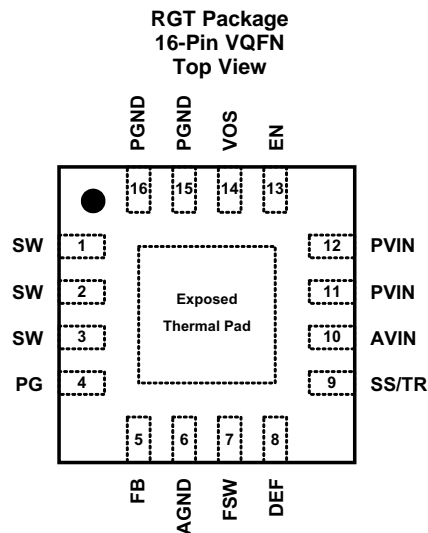 RGT Package
16-Pin VQFN
Top View
PGND
PGND
VOS
EN
16
15
14
13
SW
1
12
PVIN
SW
2
11
PVIN
Exposed
Thermal Pad
SW
3
10
AVIN
PG
4
9
SS/TR
5
6
7
8
FB
AGND
FSW
DEF